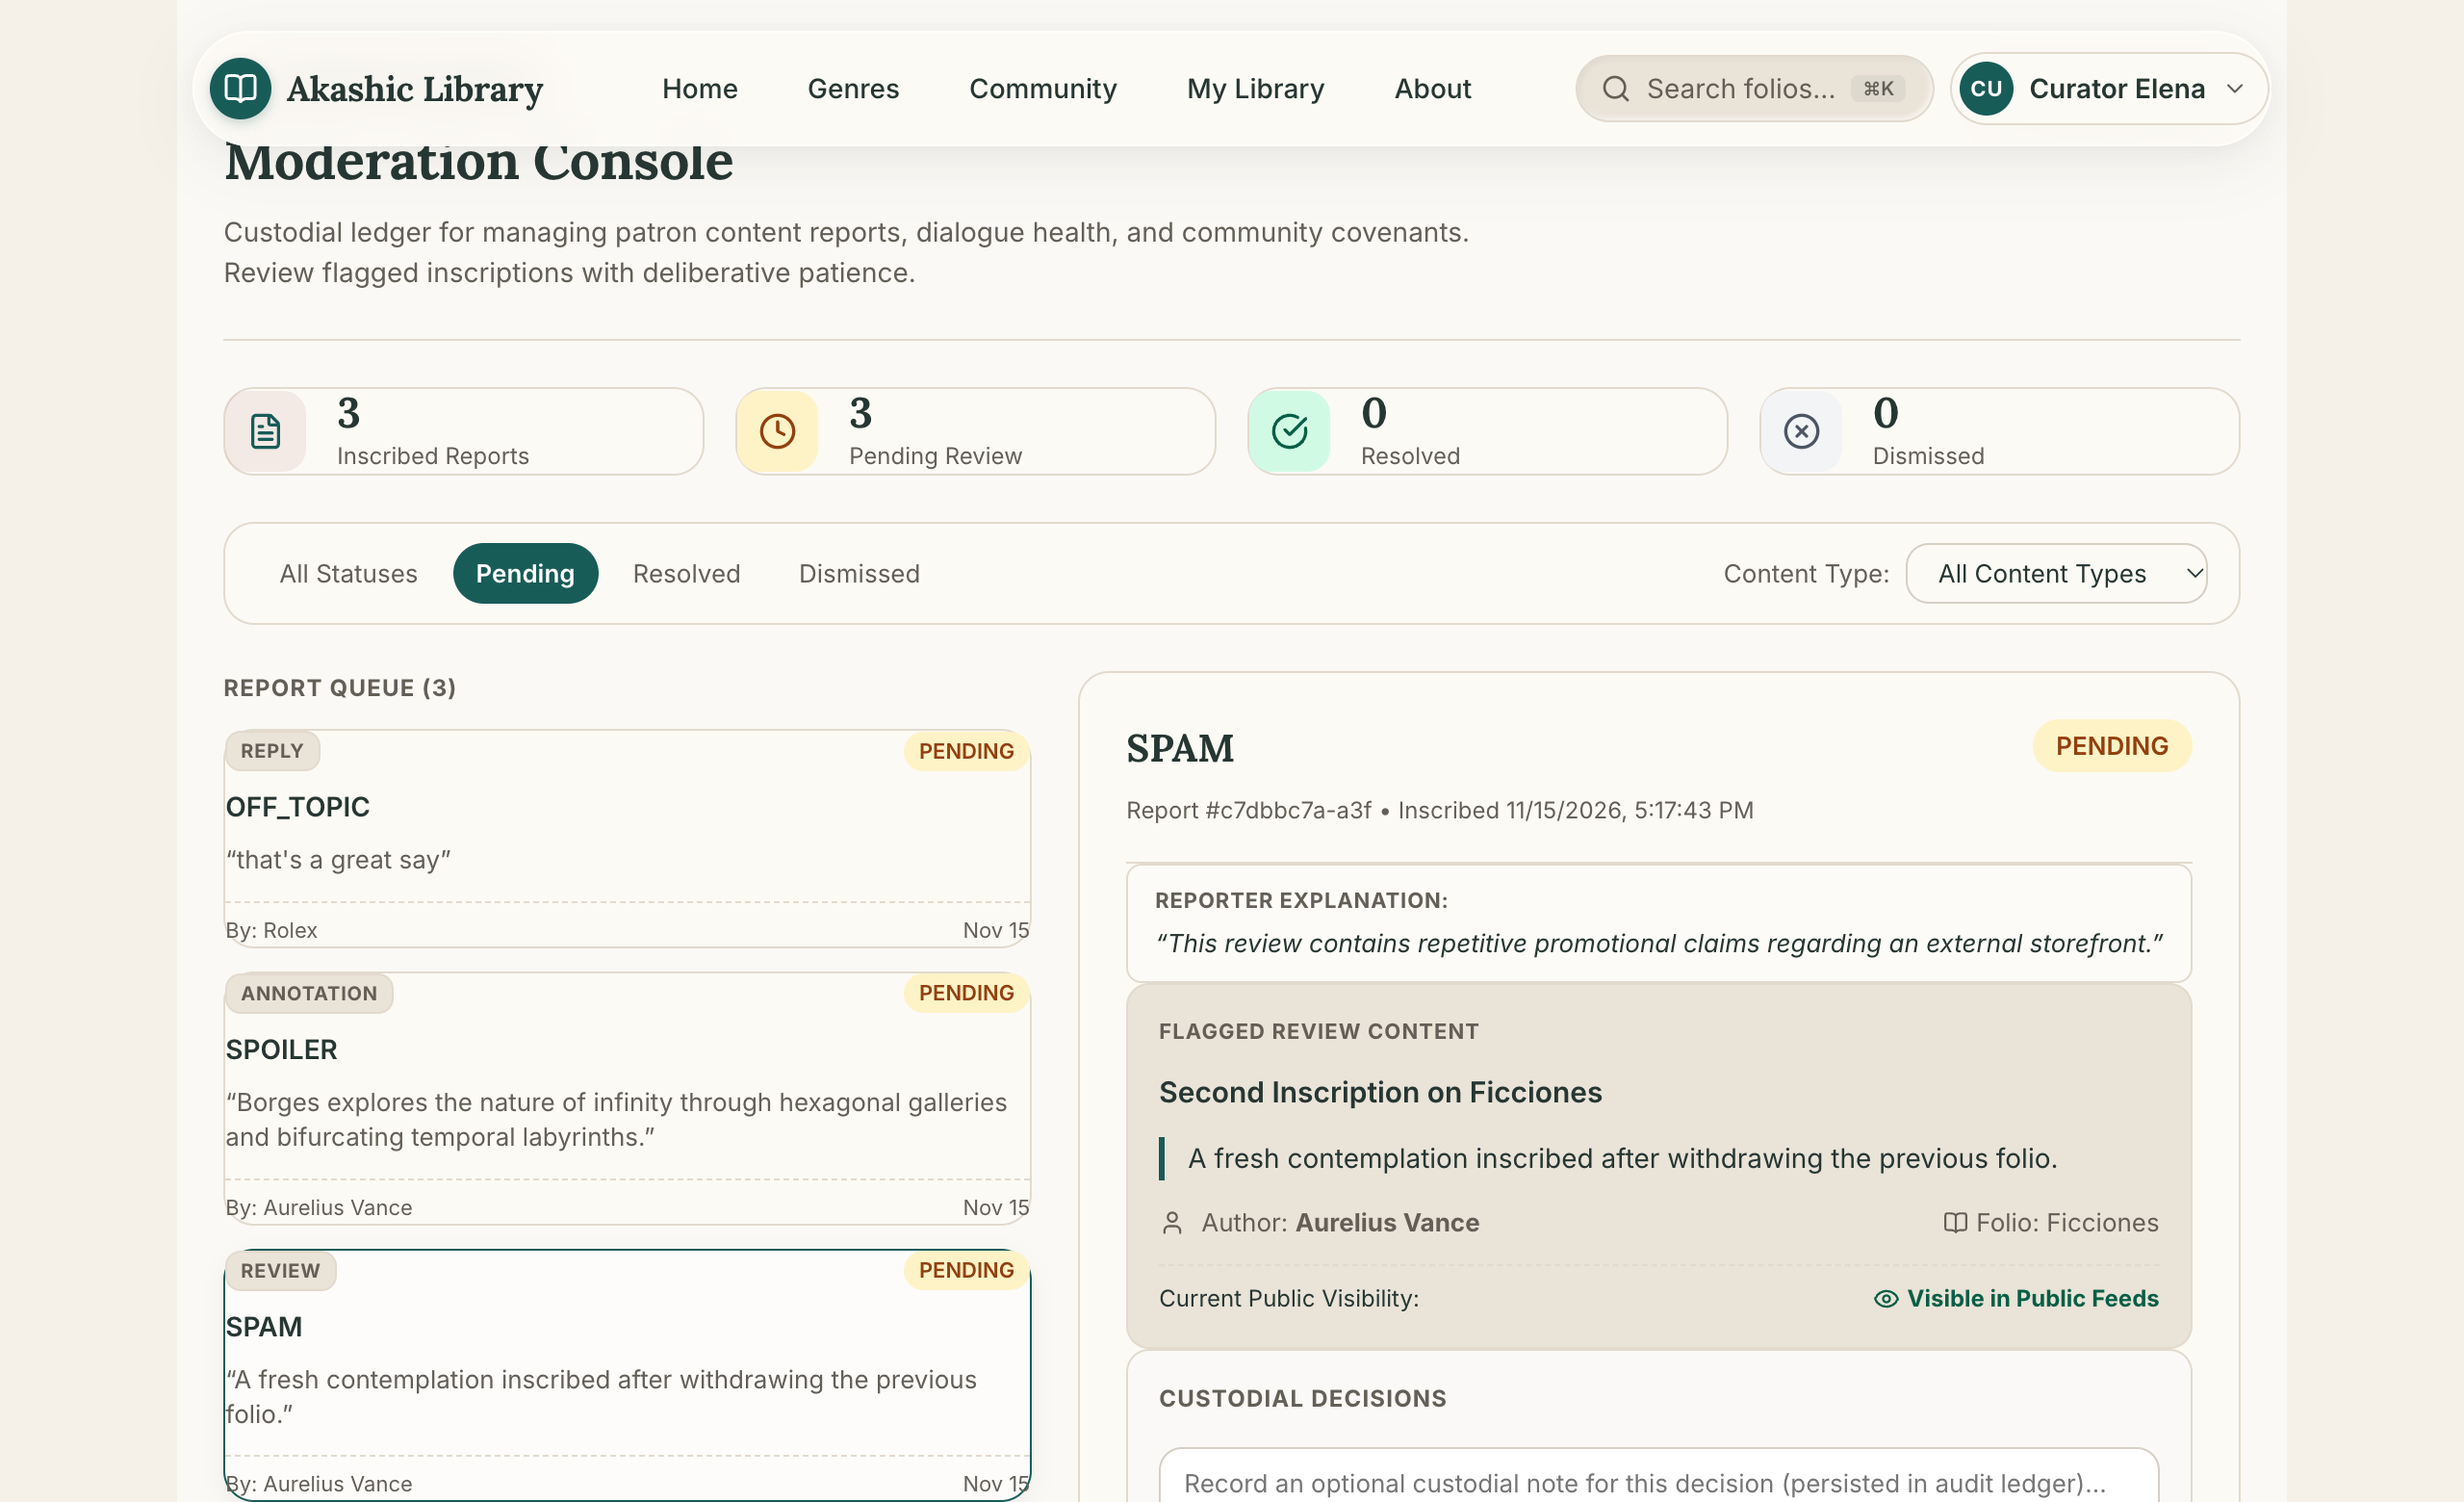 Akashic Library
Home
Genres
Community
My Library
About
Search folios...
⌘K
CU
Curator Elena
Moderation Console
Custodial ledger for managing patron content reports, dialogue health, and community covenants.
Review flagged inscriptions with deliberative patience.
3
Inscribed Reports
3
Pending Review
0
Resolved
0
Dismissed
All Statuses
Pending
Resolved
Dismissed
Content Type:
All Content Types
REPORT QUEUE (3)
REPLY
PENDING
OFF_TOPIC
“that's a great say”
By: Rolex
Nov 15
ANNOTATION
PENDING
SPOILER
“Borges explores the nature of infinity through hexagonal galleries
and bifurcating temporal labyrinths.”
By: Aurelius Vance
Nov 15
REVIEW
PENDING
SPAM
“A fresh contemplation inscribed after withdrawing the previous
folio.”
By: Aurelius Vance
Nov 15
SPAM
PENDING
Report #c7dbbc7a-a3f • Inscribed 11/15/2026, 5:17:43 PM
REPORTER EXPLANATION:
“This review contains repetitive promotional claims regarding an external storefront.”
FLAGGED REVIEW CONTENT
Second Inscription on Ficciones
A fresh contemplation inscribed after withdrawing the previous folio.
Author: Aurelius Vance
Folio: Ficciones
Current Public Visibility:
Visible in Public Feeds
CUSTODIAL DECISIONS
Record an optional custodial note for this decision (persisted in audit ledger)...